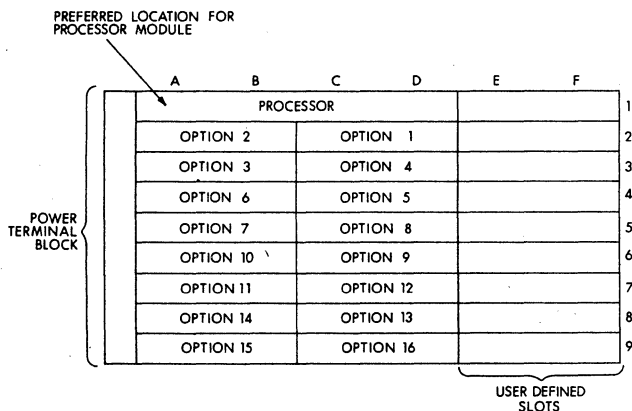 PREFERRED LOCATION FOR
PROCESSOR MODULE
A B C D E F
PROCESSOR 1
OPTION 2 OPTION 1 2
OPTION 3 OPTION 4 3
OPTION 6 OPTION 5 4
OPTION 7 OPTION 8 5
OPTION 10 OPTION 9 6
OPTION 11 OPTION 12 7
OPTION 14 OPTION 13 8
OPTION 15 OPTION 16 9
POWER
TERMINAL
BLOCK
USER DEFINED
SLOTS